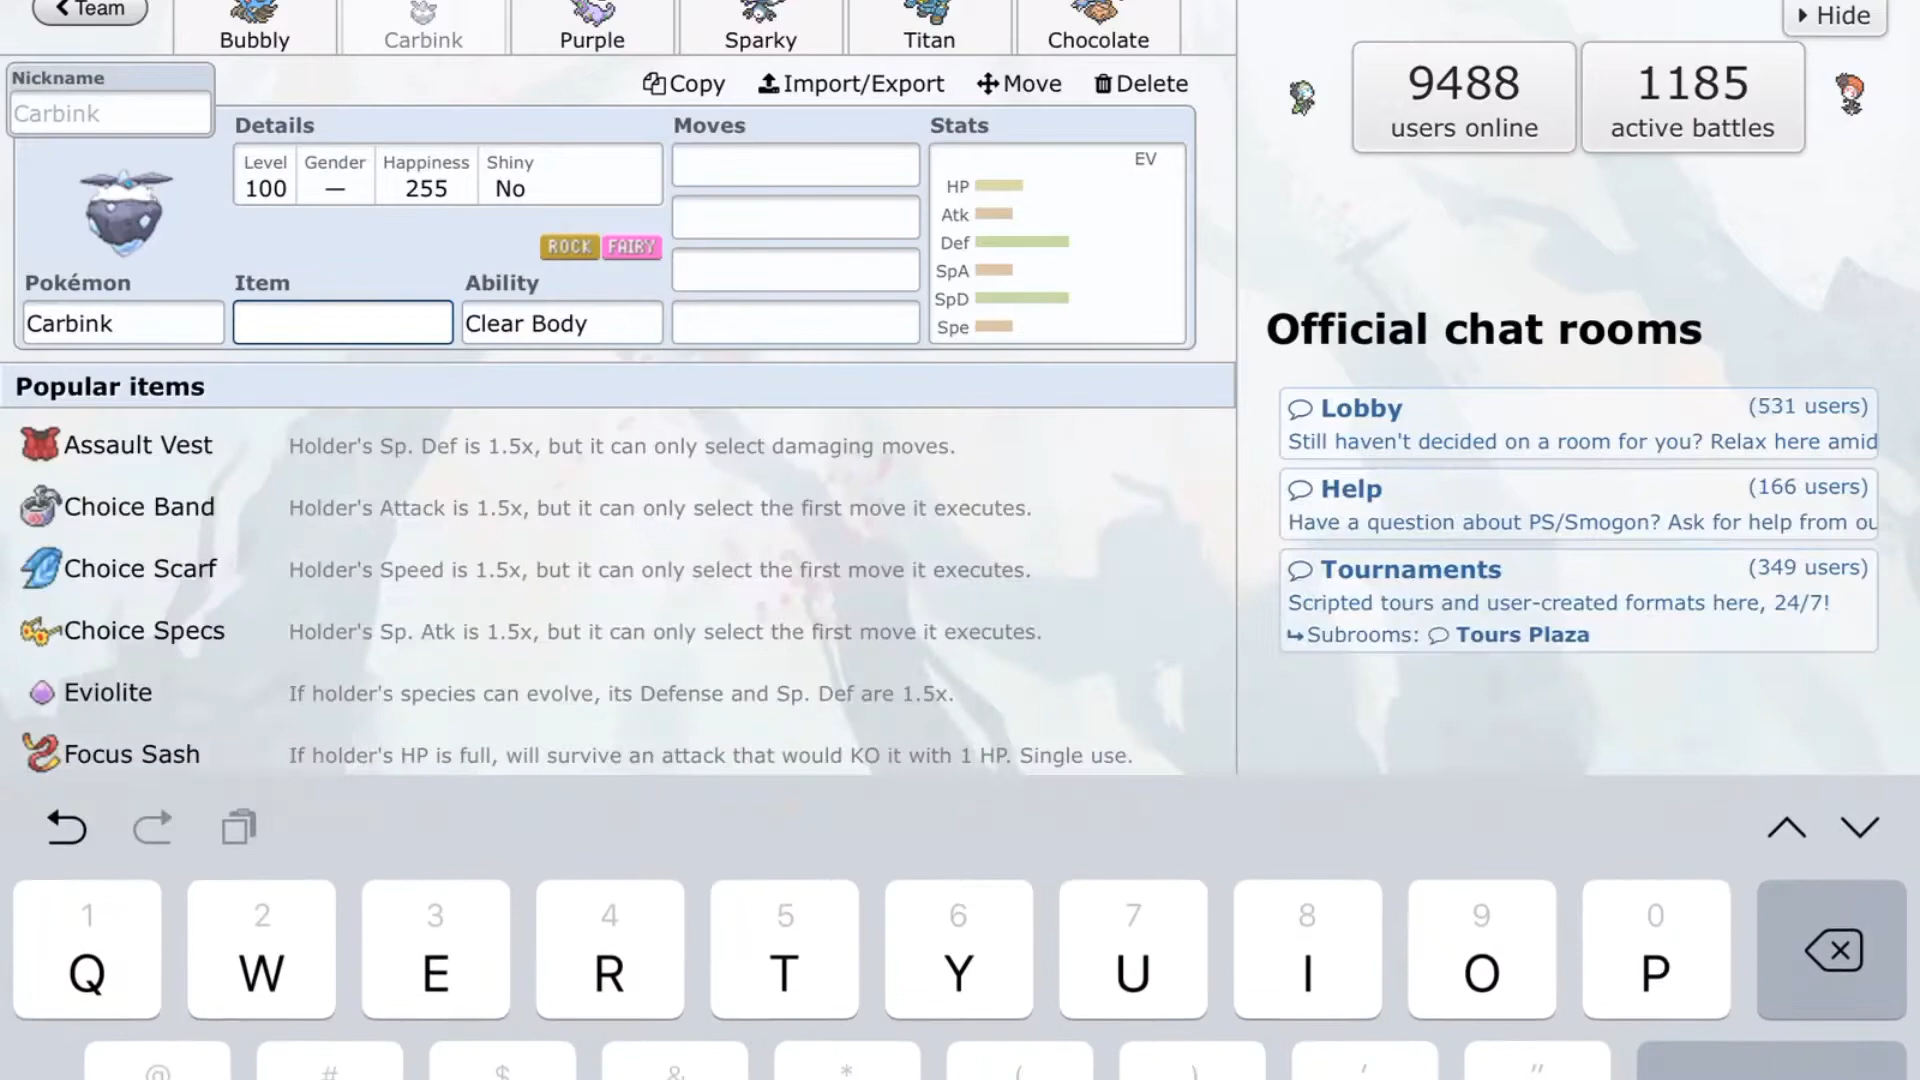 Team
Bubbly
Carbink
Purple
Sparky
Titan
Chocolate
Hide
Nickname
Carbink
Copy
Import/Export
Move
Delete
9488
users online
1185
active battles
Details
Moves
Stats
Level
100
Gender
—
Happiness
255
Shiny
No
EV
HP
Atk
Def
SpA
SpD
Spe
ROCK
FAIRY
Pokémon
Carbink
Item
Ability
Clear Body
Official chat rooms
Lobby (531 users)
Still haven't decided on a room for you? Relax here amid
Help (166 users)
Have a question about PS/Smogon? Ask for help from ou
Tournaments (349 users)
Scripted tours and user-created formats here, 24/7!
Subrooms: Tours Plaza
Popular items
Assault Vest Holder's Sp. Def is 1.5x, but it can only select damaging moves.
Choice Band Holder's Attack is 1.5x, but it can only select the first move it executes.
Choice Scarf Holder's Speed is 1.5x, but it can only select the first move it executes.
Choice Specs Holder's Sp. Atk is 1.5x, but it can only select the first move it executes.
Eviolite If holder's species can evolve, its Defense and Sp. Def are 1.5x.
Focus Sash If holder's HP is full, will survive an attack that would KO it with 1 HP. Single use.
1 2 3 4 5 6 7 8 9 0
Q W E R T Y U I O P
@ # $ & * ( ) ' "